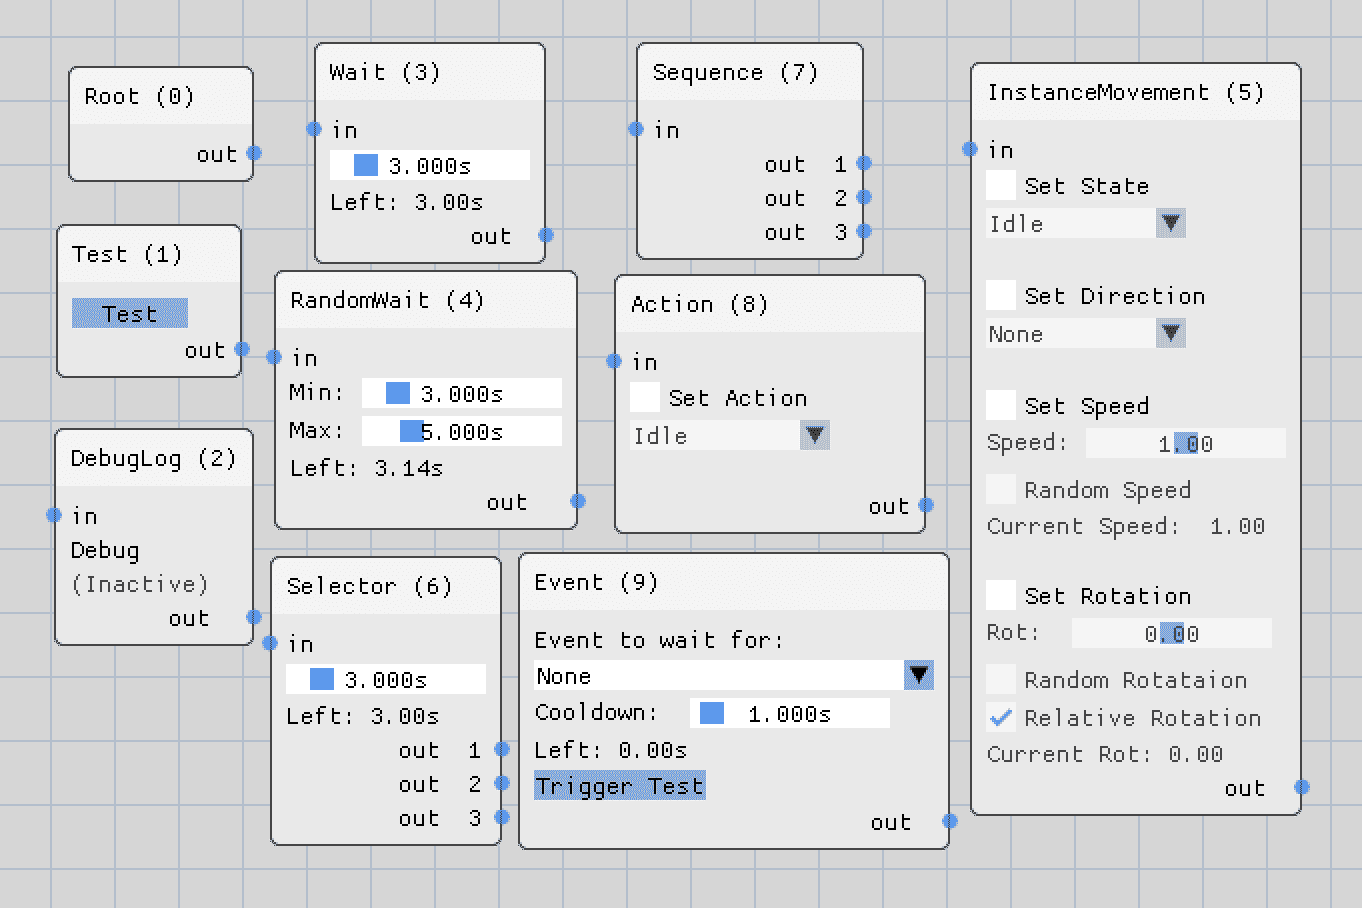 Root (0)
out
Test (1)
Test
out
DebugLog (2)
in
Debug
(Inactive)
out
Wait (3)
in
3.000s
Left: 3.00s
out
RandomWait (4)
in
Min: 3.000s
Max: 5.000s
Left: 3.14s
out
Selector (6)
in
3.000s
Left: 3.00s
out 1
out 2
out 3
Sequence (7)
in
out 1
out 2
out 3
Action (8)
in
Set Action
Idle
out
Event (9)
Event to wait for:
None
Cooldown: 1.000s
Left: 0.00s
Trigger Test
out
InstanceMovement (5)
in
Set State
Idle
Set Direction
None
Set Speed
Speed: 1.00
Random Speed
Current Speed: 1.00
Set Rotation
Rot: 0.00
Random Rotataion
Relative Rotation
Current Rot: 0.00
out